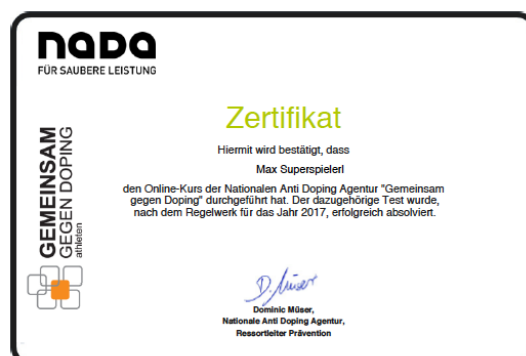 NADA
FÜR SAUBERE LEISTUNG
GEMEINSAM
GEGEN DOPING
athleten
Zertifikat
Hiermit wird bestätigt, dass
Max Superspielerl
den Online-Kurs der Nationalen Anti Doping Agentur "Gemeinsam
gegen Doping" durchgeführt hat. Der dazugehörige Test wurde,
nach dem Regelwerk für das Jahr 2017, erfolgreich absolviert.
D. Müser
Dominic Müser,
Nationale Anti Doping Agentur,
Ressortleiter Prävention